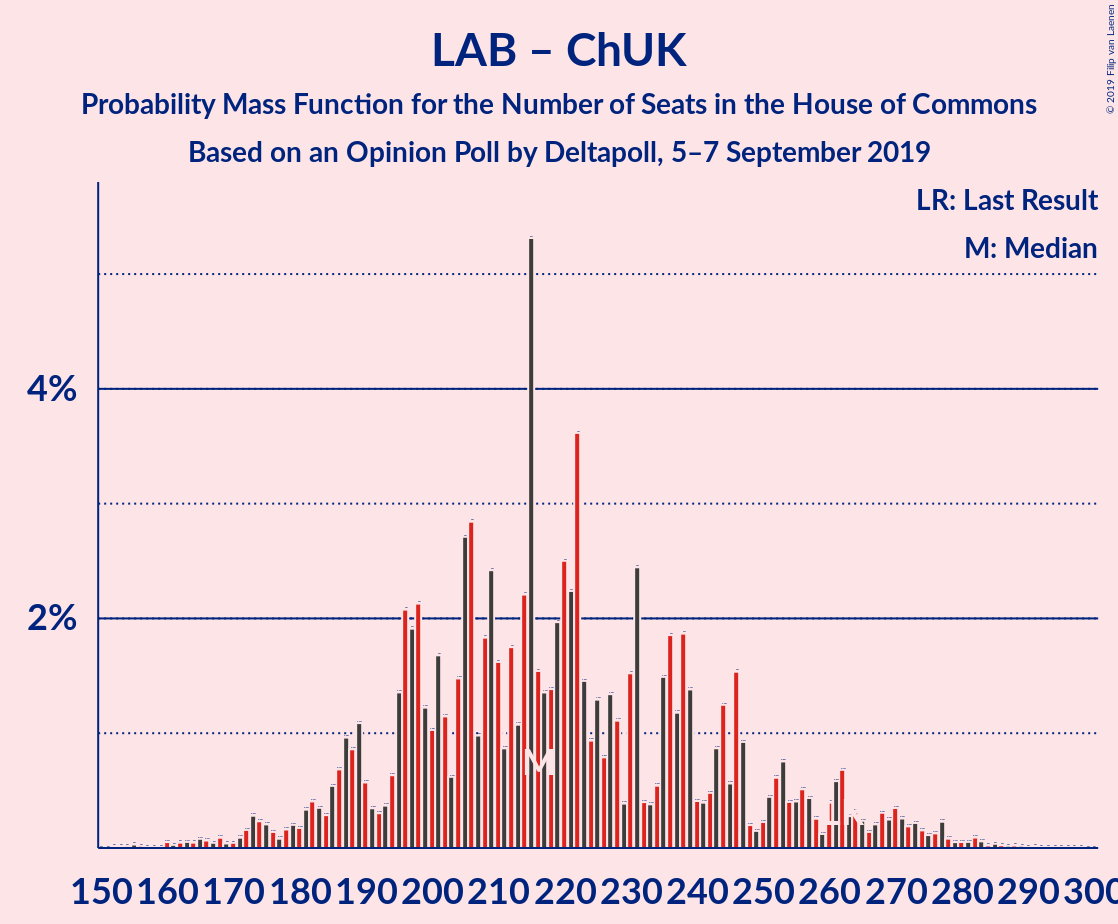 LAB – ChUK
Probability Mass Function for the Number of Seats in the House of Commons
Based on an Opinion Poll by Deltapoll, 5–7 September 2019
© 2019 Filip van Laenen
LR: Last Result
M: Median
4%
2%
M
LR
150 160 170 180 190 200 210 220 230 240 250 260 270 280 290 300